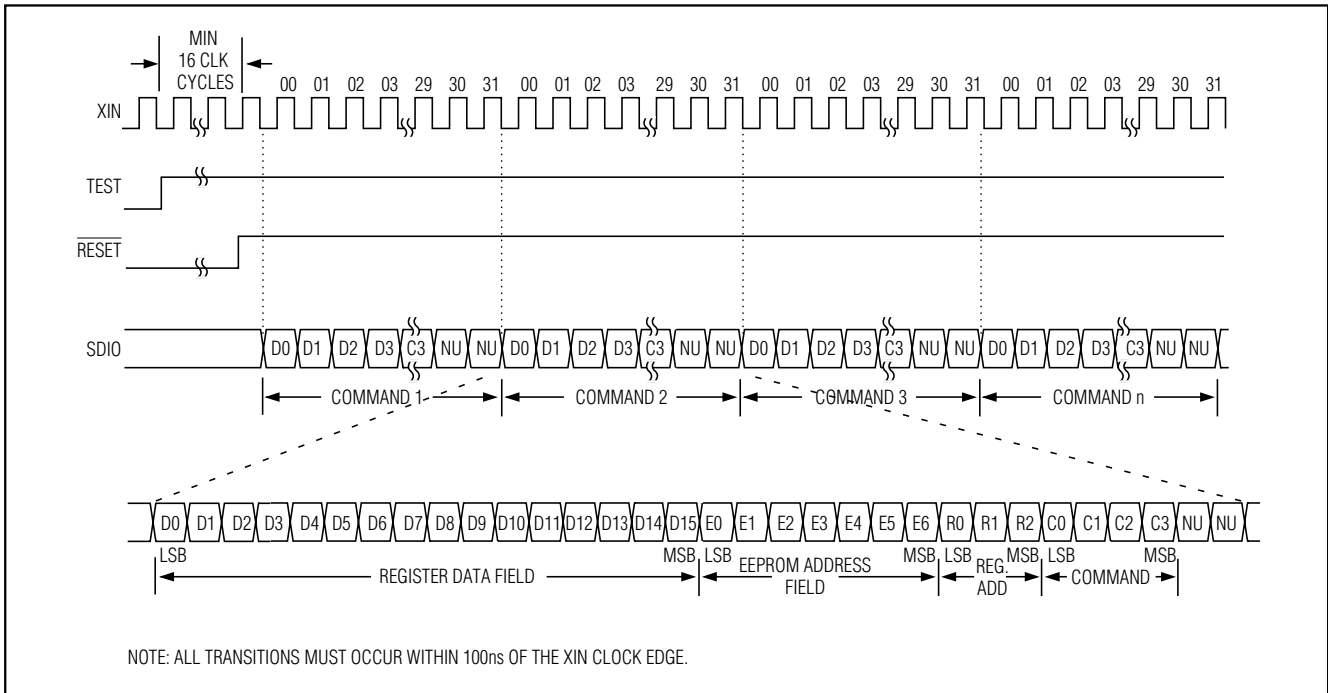 MIN
16 CLK
CYCLES
00 01 02 03 29 30 31 00 01 02 03 29 30 31 00 01 02 03 29 30 31 00 01 02 03 29 30 31
XIN
TEST
RESET
SDIO D0 D1 D2 D3 C3 NU NU D0 D1 D2 D3 C3 NU NU D0 D1 D2 D3 C3 NU NU D0 D1 D2 D3 C3 NU NU
COMMAND 1 COMMAND 2 COMMAND 3 COMMAND n
D0 D1 D2 D3 D4 D5 D6 D7 D8 D9 D10 D11 D12 D13 D14 D15 E0 E1 E2 E3 E4 E5 E6 R0 R1 R2 C0 C1 C2 C3 NU NU
LSB MSB LSB MSB LSB MSB LSB MSB
REGISTER DATA FIELD
EEPROM ADDRESS
FIELD
REG.
ADD
COMMAND
NOTE: ALL TRANSITIONS MUST OCCUR WITHIN 100ns OF THE XIN CLOCK EDGE.